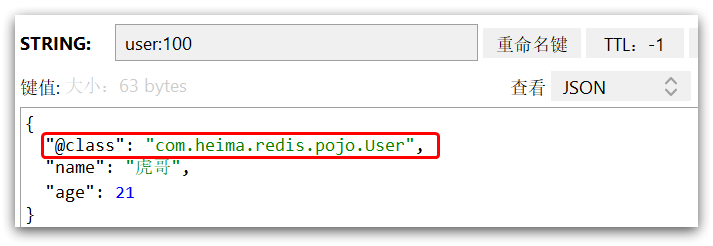 STRING: user:100 重命名键 TTL：-1
键值: 大小：63 bytes 查看 JSON
{
"@class": "com.heima.redis.pojo.User",
"name": "虎哥",
"age": 21
}